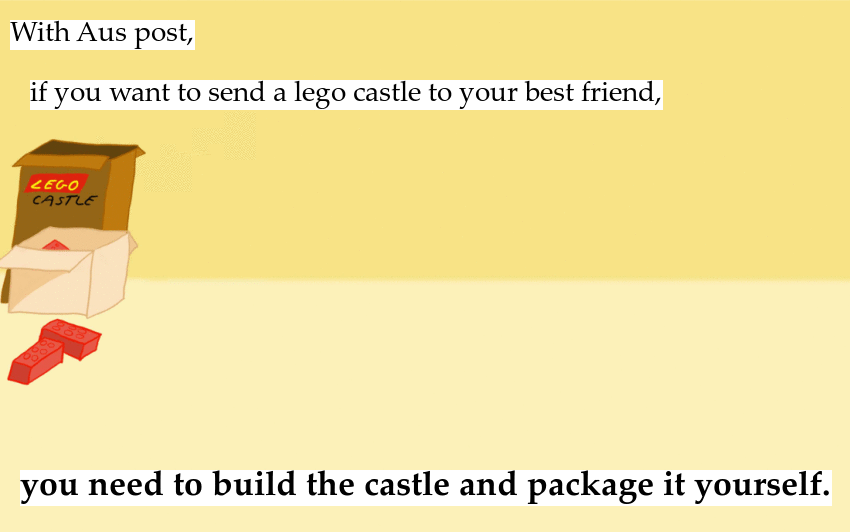 With Aus post,
if you want to send a lego castle to your best friend,
LEGO
CASTLE
you need to build the castle and package it yourself.